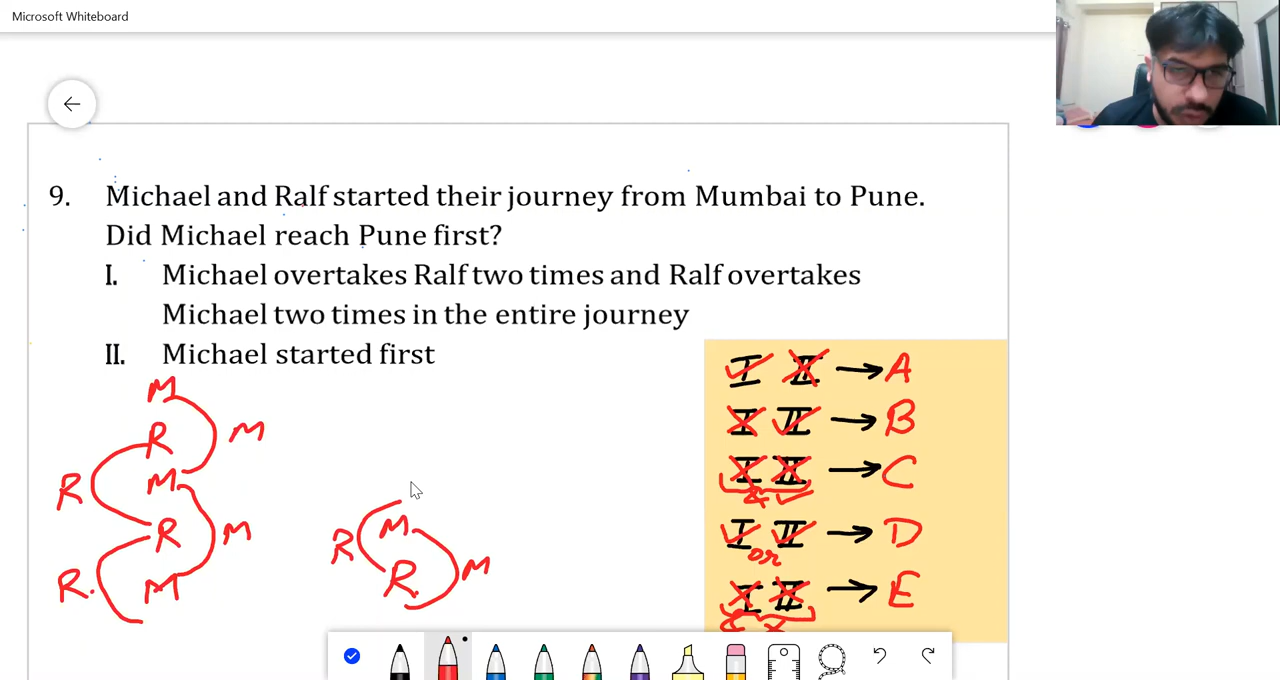 Microsoft Whiteboard
9. Michael and Ralf started their journey from Mumbai to Pune.
Did Michael reach Pune first?
I. Michael overtakes Ralf two times and Ralf overtakes
Michael two times in the entire journey
II. Michael started first
M
R M
R M
R M
R. M
M
R
R. M
I II → A
I II → B
I II → C
&
I II → D
or
I II → E
&